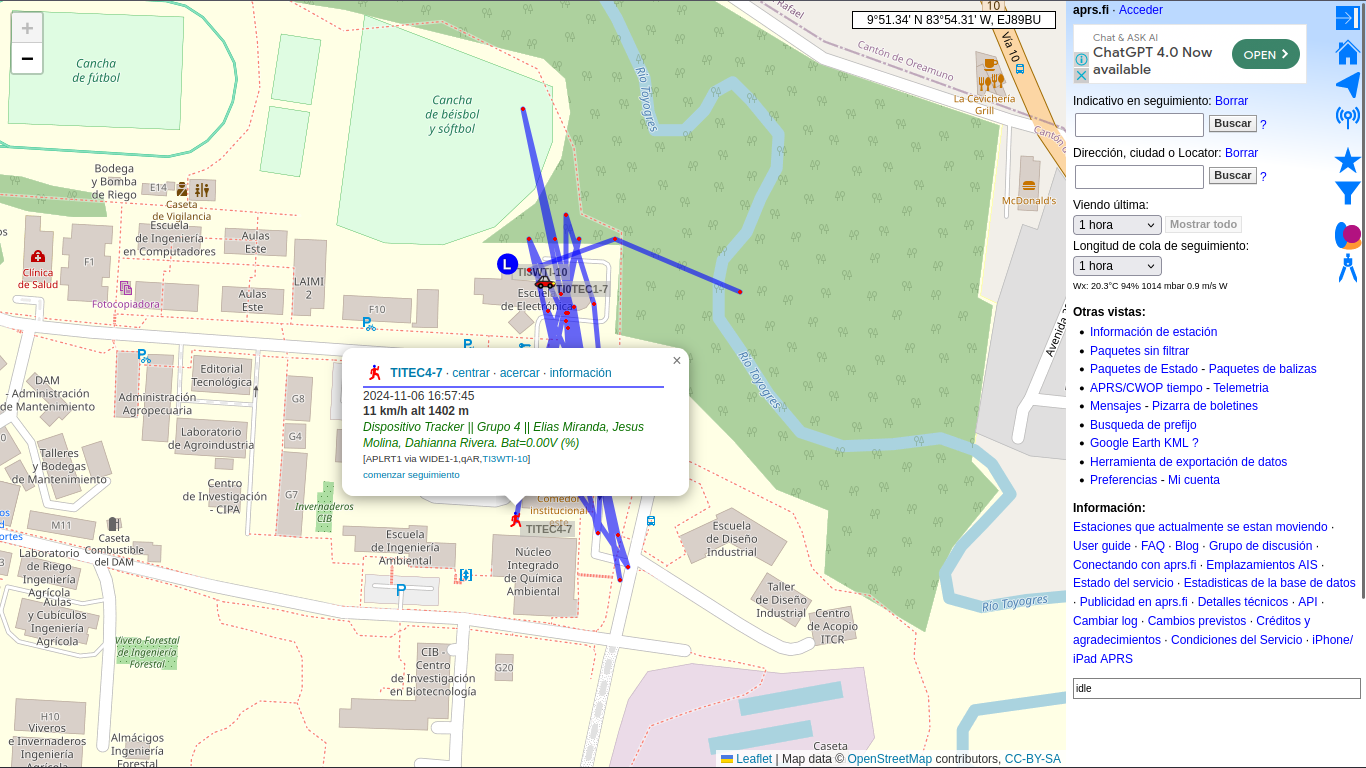 Cancha
de fútbol
Cancha
de béisbol
y sóftbol
Río Toyogres
Rafael
Cantón de Oreamuno
10
Vía 10
9°51.34' N 83°54.31' W, EJ89BU
La Cevichería
Grill
McDonald's
Bodega
y Bomba
de Riego
E14
Caseta
de Vigilancia
Escuela
de Ingeniería
en Computadores
Aulas
Este
F1
Clínica
de Salud
Fotocopiadora
Aulas
Este
LAIMI
2
F10
L
TI3WTI-10
TI0TEC1-7
Escuela
de Electrónica
Río Toyogres
Avenida
DAM
- Administración
de Mantenimiento
Administración
Agropecuaria
Editorial
Tecnológica
G8
G4
Laboratorio
de Agroindustria
Talleres
y Bodegas
de Mantenimiento
Centro
de Investigación
- CIPA
G7
Invernaderos
CIB
× 
TITEC4-7 · centrar · acercar · información
2024-11-06 16:57:45
11 km/h alt 1402 m
Dispositivo Tracker || Grupo 4 || Elias Miranda, Jesus
Molina, Dahianna Rivera. Bat=0.00V (%)
[APLRT1 via WIDE1-1,qAR,TI3WTI-10]
comenzar seguimiento
Comedor
institucional
este
TITEC4-7
M11
Caseta
Combustible
del DAM
Laboratorio
de Riego
Ingeniería
Agrícola
Aulas
y Cubículos
Ingeniería
Agrícola
Escuela
de Ingeniería
Ambiental
Núcleo
Integrado
de Química
Ambiental
P
Escuela
de Diseño
Industrial
Taller
de Diseño
Industrial
Centro
de Acopio
ITCR
Río Toyogres
Vivero Forestal
de Ingeniería
Forestal
CIB -
Centro
de Investigación
en Biotecnología
G20
H10
Viveros
e Invernaderos
Ingeniería
Agrícola
Almácigos
Ingeniería
Forestal
Caseta
Leaflet | Map data © OpenStreetMap contributors, CC-BY-SA
aprs.fi · Acceder
Chat & ASK AI
ChatGPT 4.0 Now
available
OPEN
Indicativo en seguimiento: Borrar
Buscar ?
Dirección, ciudad o Locator: Borrar
Buscar ?
Viendo última:
1 hora Mostrar todo
Longitud de cola de seguimiento:
1 hora
Wx: 20.3°C 94% 1014 mbar 0.9 m/s W
Otras vistas:
Información de estación
Paquetes sin filtrar
Paquetes de Estado - Paquetes de balizas
APRS/CWOP tiempo - Telemetria
Mensajes - Pizarra de boletines
Busqueda de prefijo
Google Earth KML ?
Herramienta de exportación de datos
Preferencias - Mi cuenta
Información:
Estaciones que actualmente se estan moviendo ·
User guide · FAQ · Blog · Grupo de discusión ·
Conectando con aprs.fi · Emplazamientos AIS ·
Estado del servicio · Estadisticas de la base de datos
· Publicidad en aprs.fi · Detalles técnicos · API ·
Cambiar log · Cambios previstos · Créditos y
agradecimientos · Condiciones del Servicio · iPhone/
iPad APRS
idle